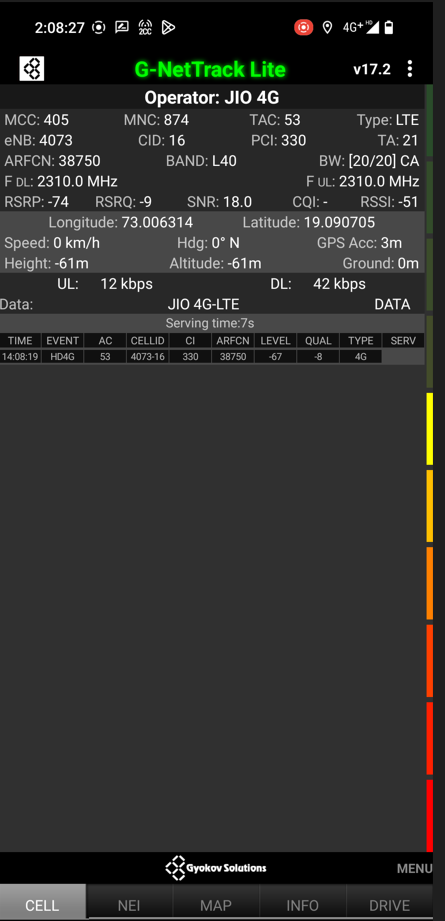 2:08:27 2CC 4G+ HD
G-NetTrack Lite v17.2
Operator: JIO 4G
MCC: 405 MNC: 874 TAC: 53 Type: LTE
eNB: 4073 CID: 16 PCI: 330 TA: 21
ARFCN: 38750 BAND: L40 BW: [20/20] CA
F DL: 2310.0 MHz F UL: 2310.0 MHz
RSRP: -74 RSRQ: -9 SNR: 18.0 CQI: - RSSI: -51
Longitude: 73.006314 Latitude: 19.090705
Speed: 0 km/h Hdg: 0° N GPS Acc: 3m
Height: -61m Altitude: -61m Ground: 0m
UL: 12 kbps DL: 42 kbps
Data: JIO 4G-LTE DATA
Serving time:7s
TIME EVENT AC CELLID CI ARFCN LEVEL QUAL TYPE SERV
14:08:19 HD4G 53 4073-16 330 38750 -67 -8 4G
Gyokov Solutions MENU
CELL NEI MAP INFO DRIVE